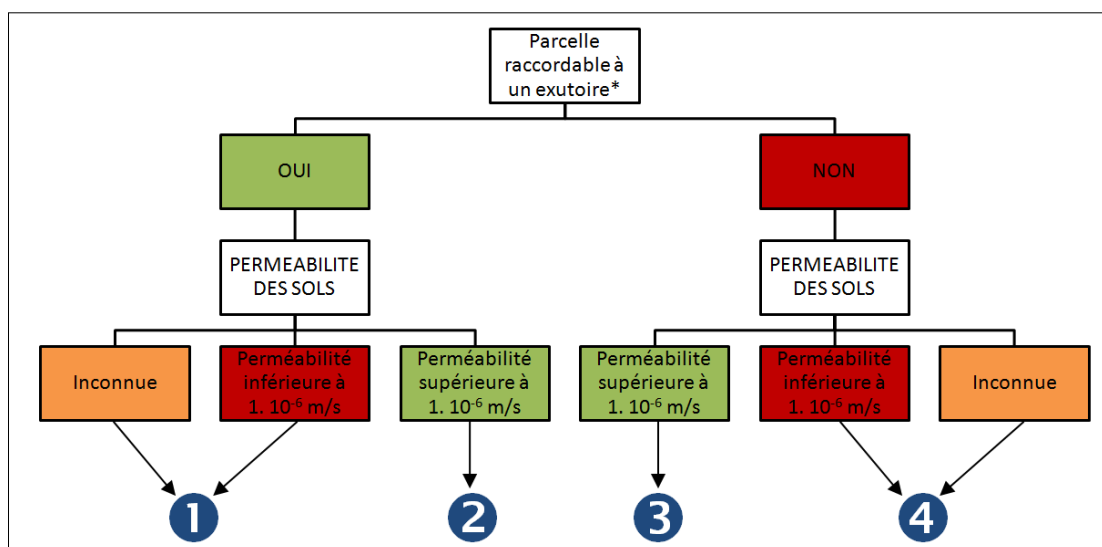 Parcelle
raccordable à
un exutoire*
OUI
NON
PERMEABILITE
DES SOLS
PERMEABILITE
DES SOLS
Inconnue
Perméabilité
inférieure à
1. 10⁻⁶ m/s
Perméabilité
supérieure à
1. 10⁻⁶ m/s
Perméabilité
supérieure à
1. 10⁻⁶ m/s
Perméabilité
inférieure à
1. 10⁻⁶ m/s
Inconnue
1
2
3
4